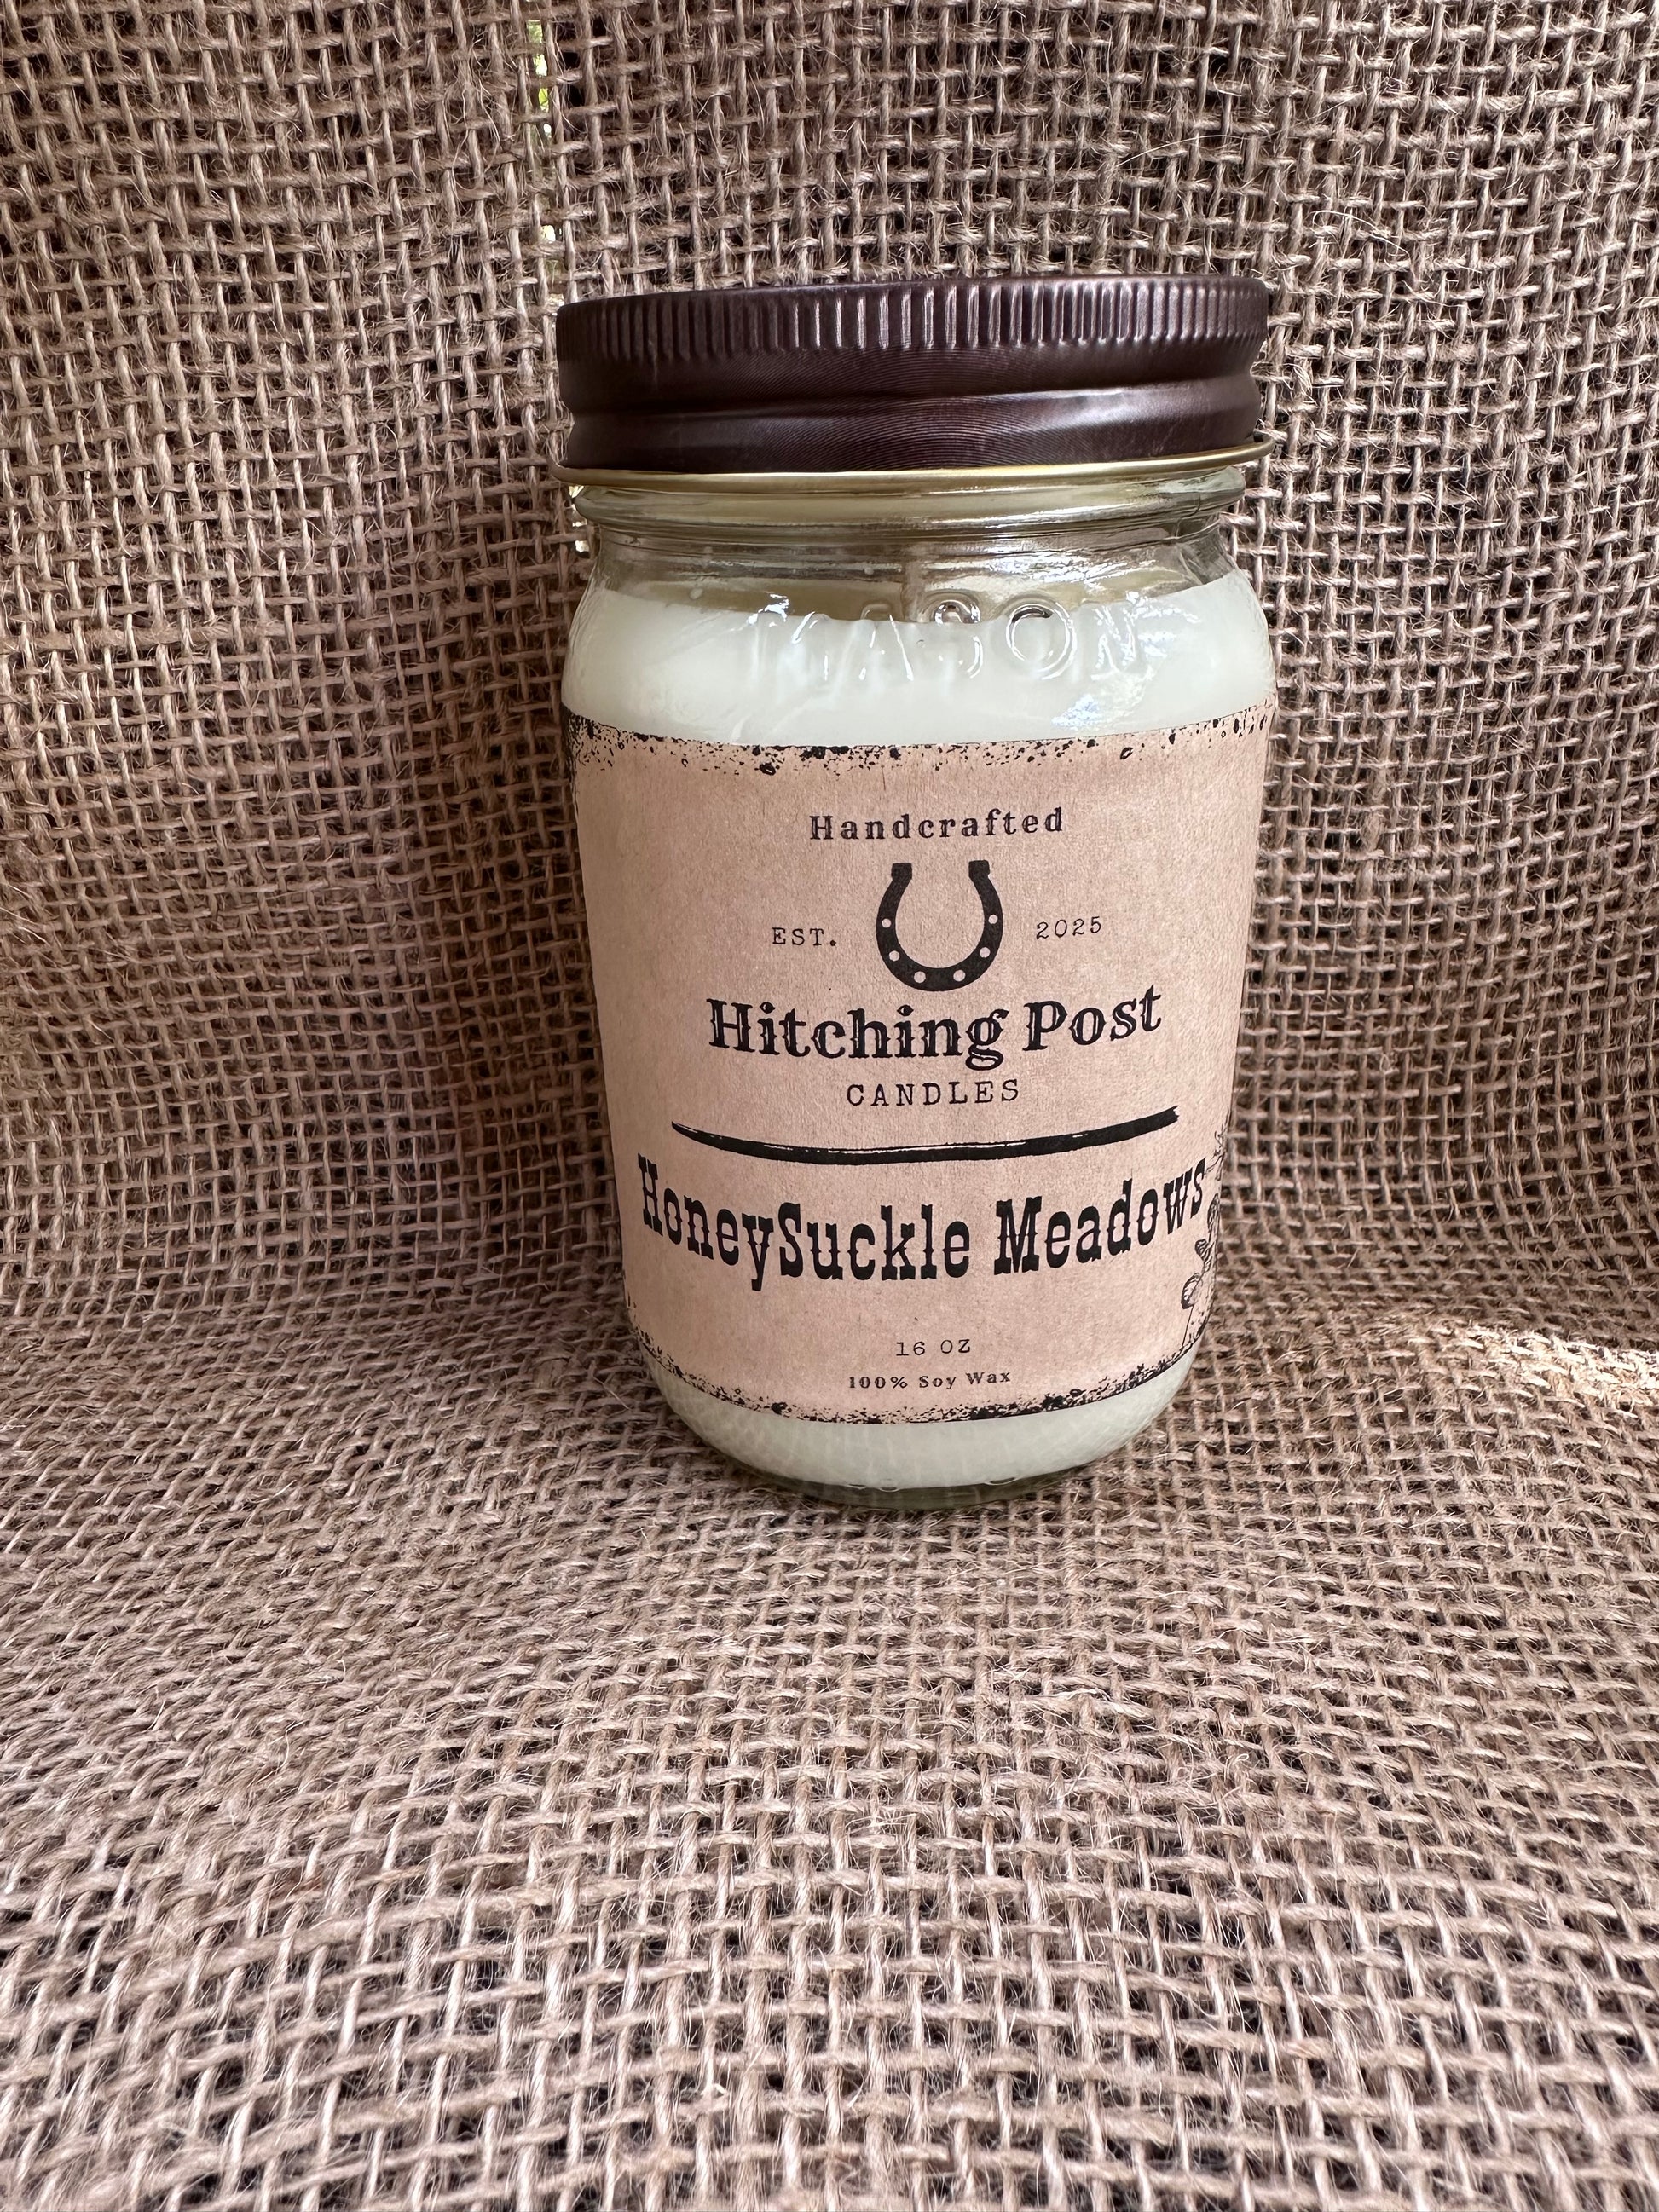 MASON
Handcrafted
EST. 2025
Hitching Post
CANDLES
HoneySuckle Meadows
16 OZ
100% Soy Wax